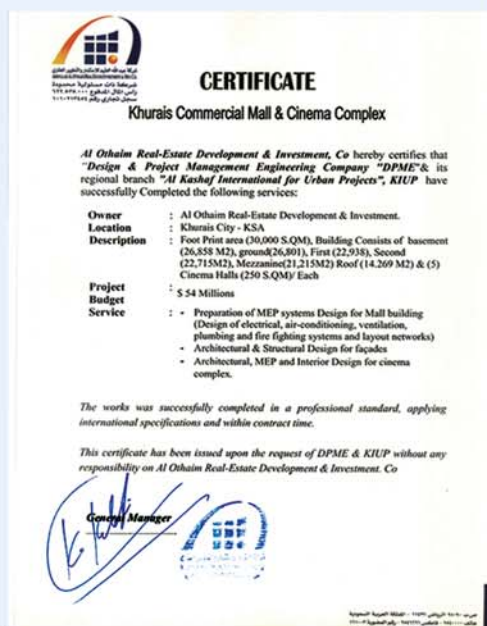 شركة ذات مسئولية محدودة
CERTIFICATE
Khurais Commercial Mall & Cinema Complex
Al Othaim Real-Estate Development & Investment, Co hereby certifies that
"Design & Project Management Engineering Company "DPME"& its
regional branch "Al Kashaf International for Urban Projects", KIUP have
successfully Completed the following services:
Owner : Al Othaim Real-Estate Development & Investment.
Location : Khurais City - KSA
Description : Foot Print area (30,000 S.QM), Building Consists of basement
(26,858 M2), ground(26,801), First (22,938), Second
(22,715M2), Mezzanine(21,215M2) Roof (14.269 M2) & (5)
Cinema Halls (250 S.QM)/ Each
Project :
Budget $ 54 Millions
Service : - Preparation of MEP systems Design for Mall building
(Design of electrical, air-conditioning, ventilation,
plumbing and fire fighting systems and layout networks)
- Architectural & Structural Design for façades
- Architectural, MEP and Interior Design for cinema
complex.
The works was successfully completed in a professional standard, applying
international specifications and within contract time.
This certificate has been issued upon the request of DPME & KIUP without any
responsibility on Al Othaim Real-Estate Development & Investment. Co
General Manager